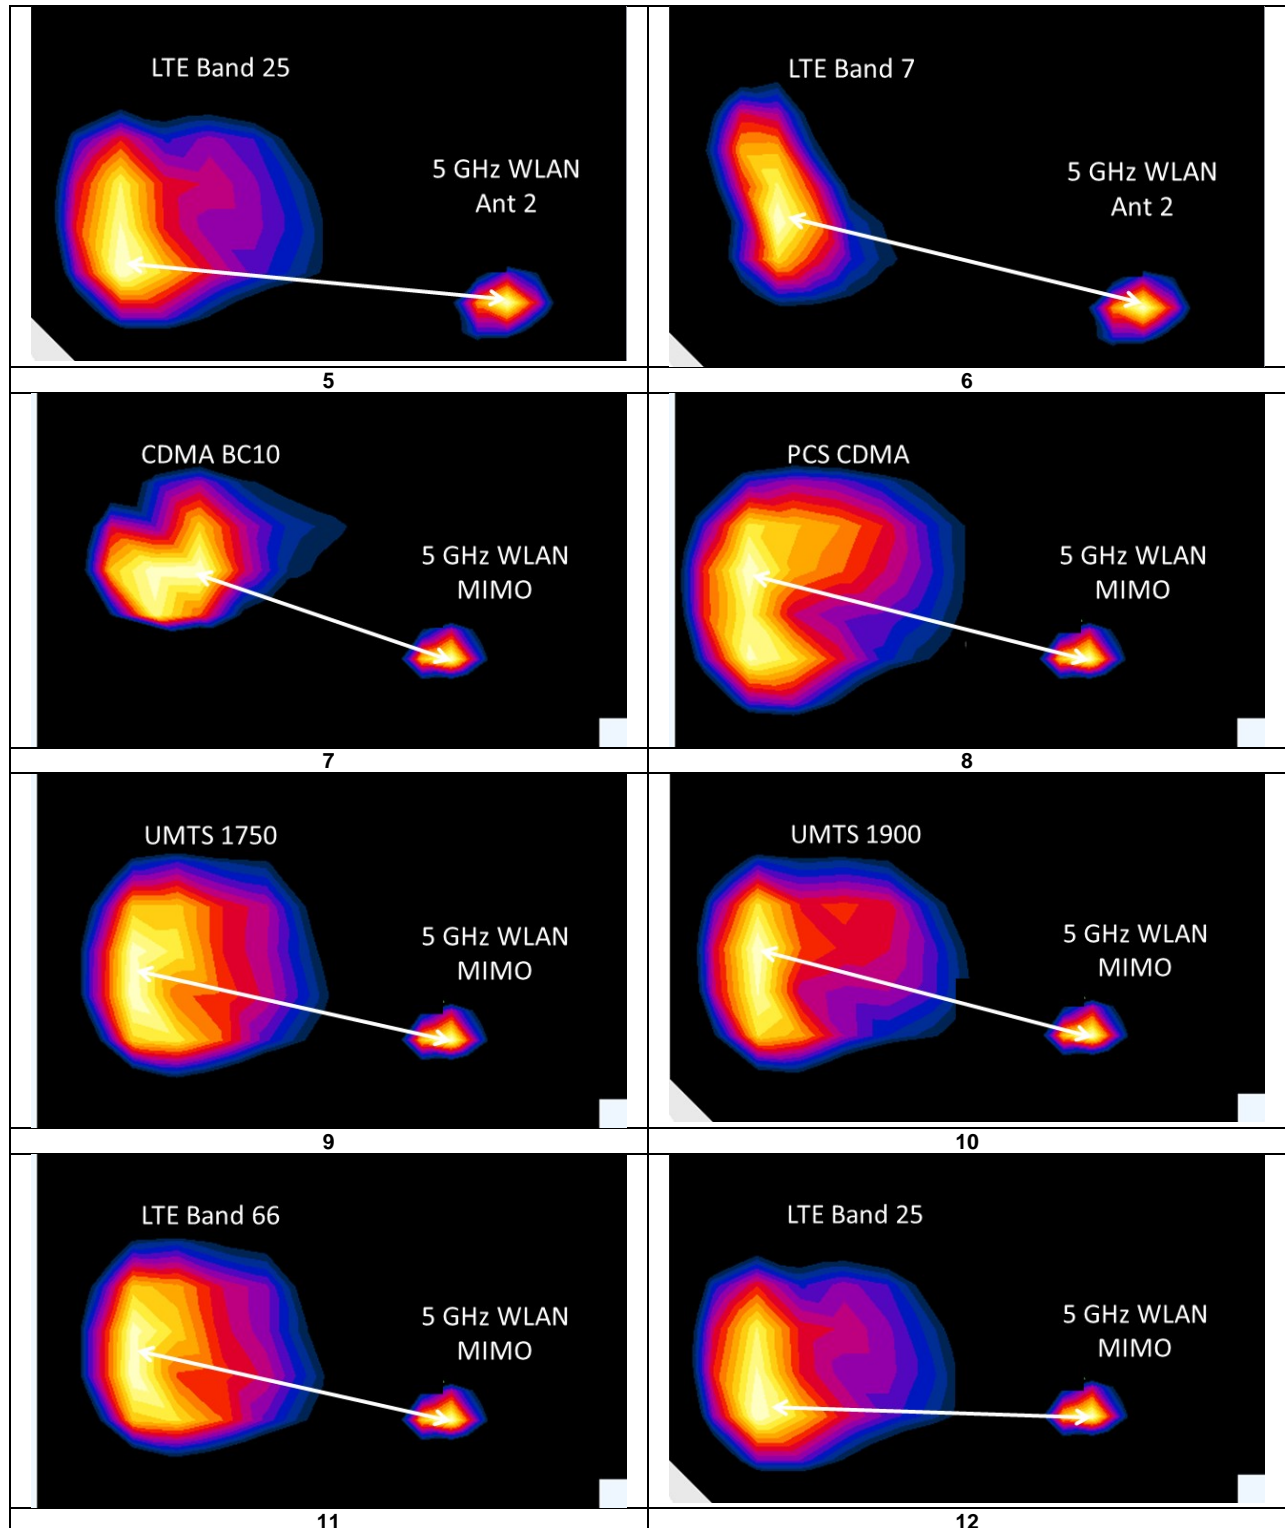 LTE Band 25
5 GHz WLAN
Ant 2
5
LTE Band 7
5 GHz WLAN
Ant 2
6
CDMA BC10
5 GHz WLAN
MIMO
7
PCS CDMA
5 GHz WLAN
MIMO
8
UMTS 1750
5 GHz WLAN
MIMO
9
UMTS 1900
5 GHz WLAN
MIMO
10
LTE Band 66
5 GHz WLAN
MIMO
11
LTE Band 25
5 GHz WLAN
MIMO
12